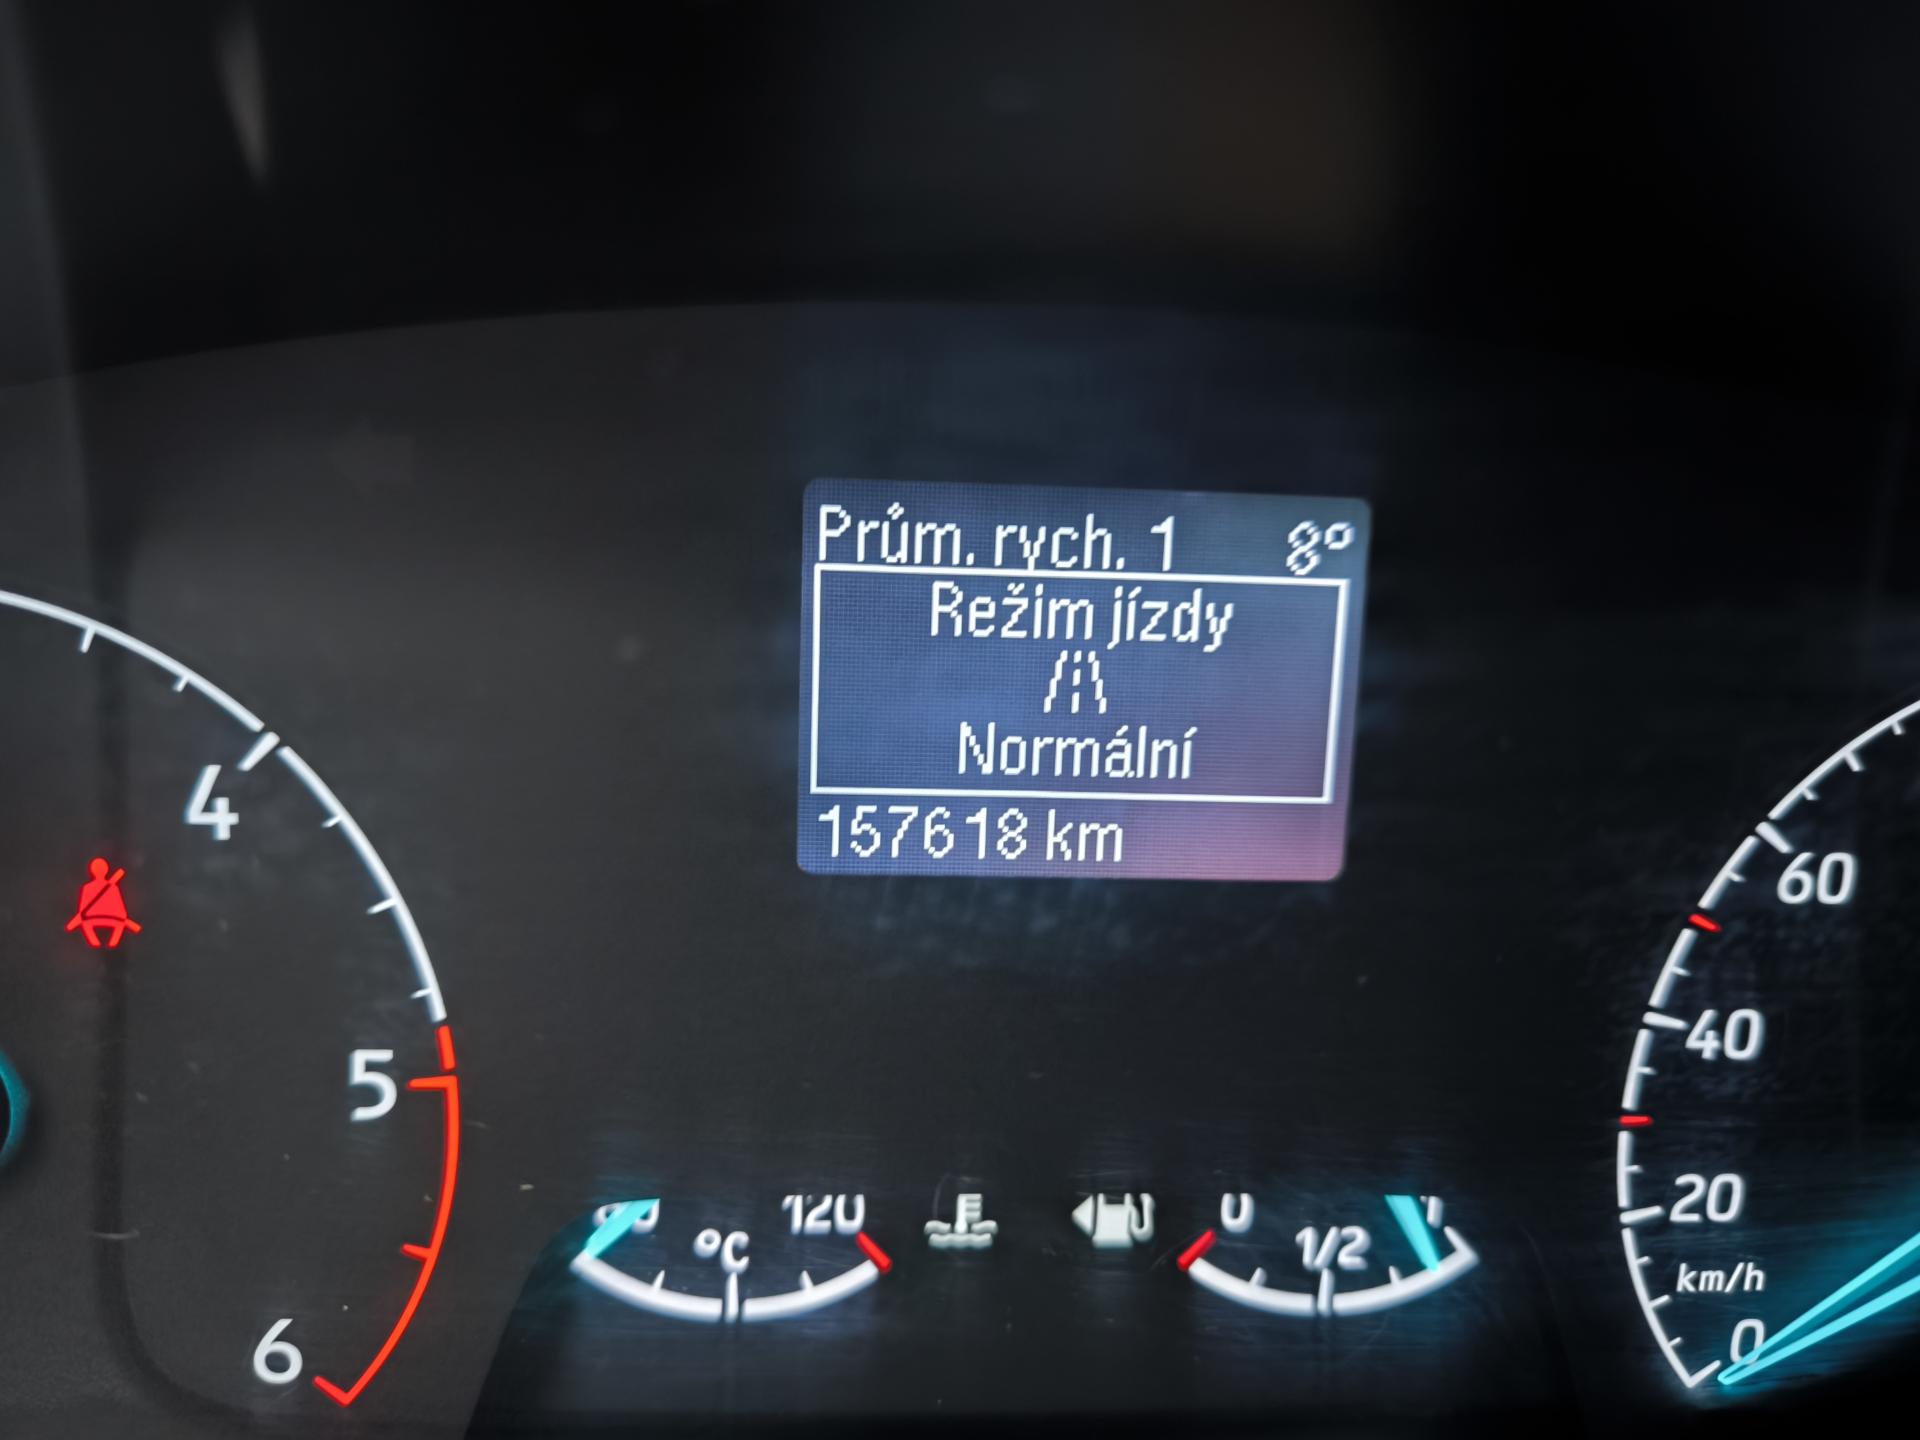 Prům. rych. 1 8°
Režim jízdy
Normální
157618 km
4
5
6
°C
120
0
1/2
1
60
40
20
km/h
0